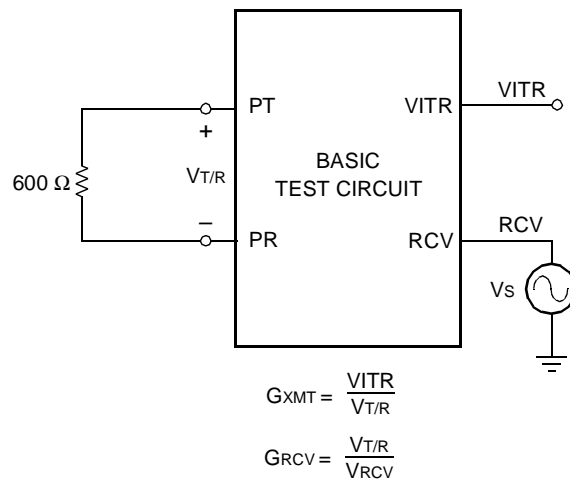 PT
VITR
VITR
+
BASIC
TEST CIRCUIT
600 Ω
VT/R
–
PR
RCV
RCV
VS
GXMT = VITR / VT/R
GRCV = VT/R / VRCV